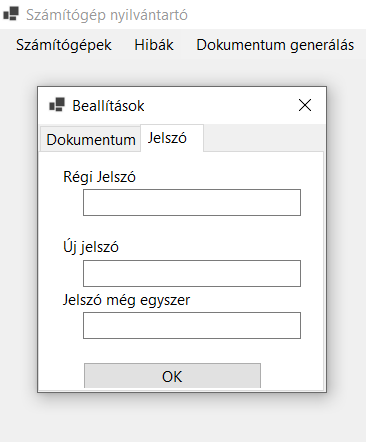 Számítógép nyilvántartó
Számítógépek Hibák Dokumentum generálás
Beallítások
Dokumentum Jelszó
Régi Jelszó
Új jelszó
Jelszó még egyszer
OK